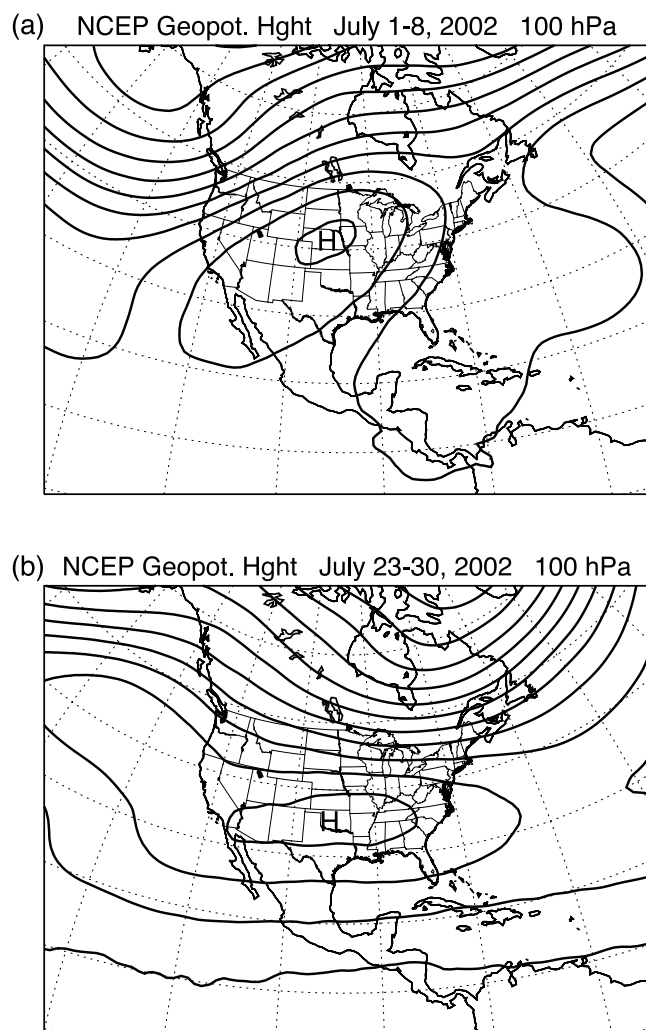 (a) NCEP Geopot. Hght July 1-8, 2002 100 hPa
H
(b) NCEP Geopot. Hght July 23-30, 2002 100 hPa
H